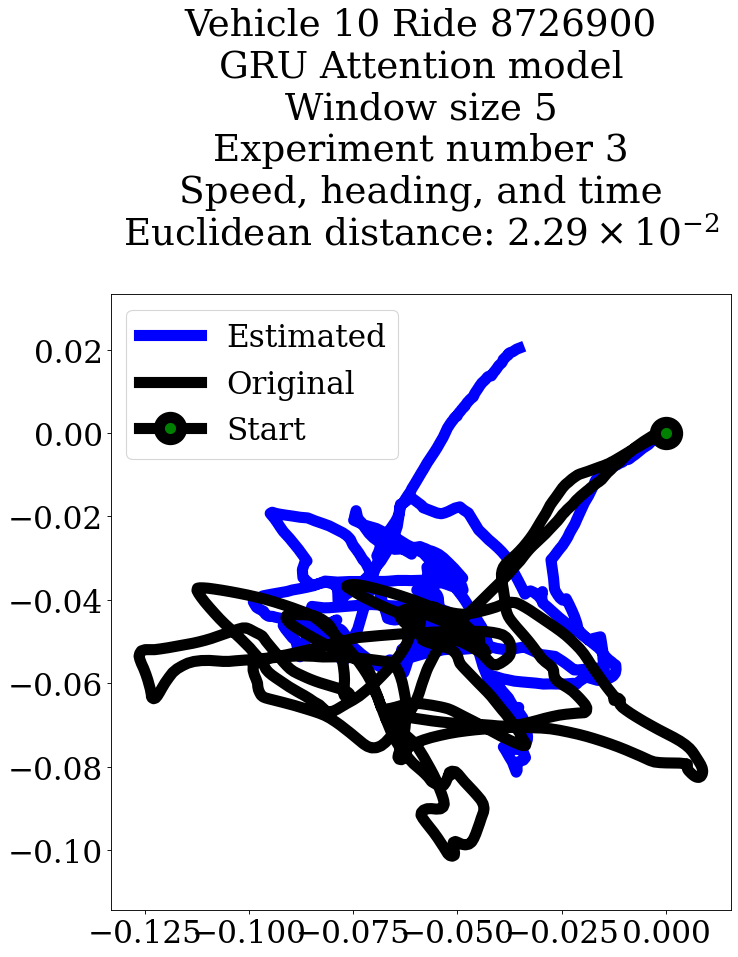 Vehicle 10 Ride 8726900
GRU Attention model
Window size 5
Experiment number 3
Speed, heading, and time
Euclidean distance: 2.29 × 10⁻²
Estimated
Original
Start
0.02
0.00
−0.02
−0.04
−0.06
−0.08
−0.10
−0.125 −0.100 −0.075 −0.050 −0.025 0.000